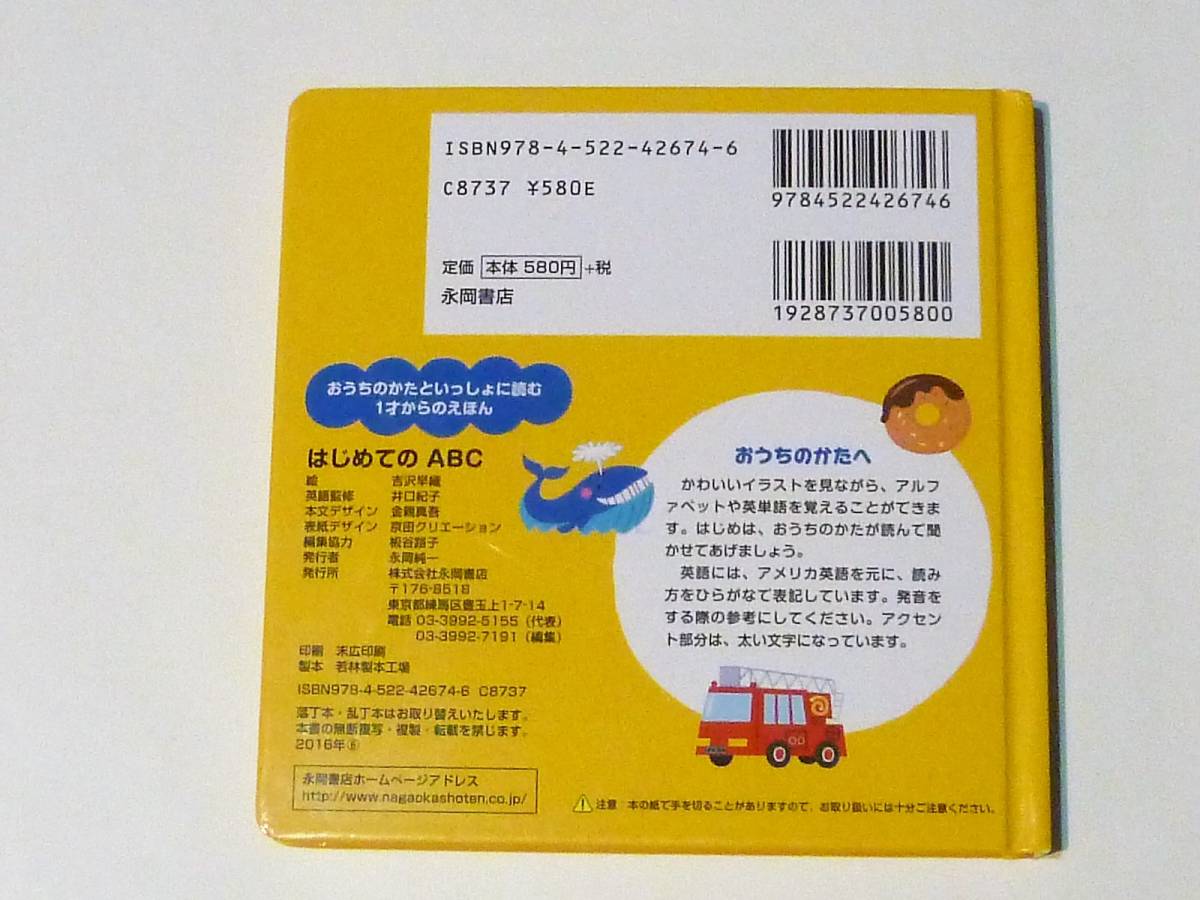 ISBN978-4-522-42674-6
C8737 ¥580E
9784522426746
定価 本体 580円 +税
永岡書店
1928737005800
おうちのかたといっしょに読む
1才からのえほん
はじめての ABC
絵 吉沢早織
英語監修 井口紀子
本文デザイン 金親真吾
表紙デザイン 京田クリエーション
編集協力 板谷路子
発行者 永岡純一
発行所 株式会社永岡書店
〒176-8518
東京都練馬区豊玉上1-7-14
電話 03-3992-5155（代表）
03-3992-7191（編集）
印刷 末広印刷
製本 若林製本工場
ISBN978-4-522-42674-6 C8737
落丁本・乱丁本はお取り替えいたします。
本書の無断複写・複製・転載を禁じます。
2016年⑥
永岡書店ホームページアドレス
http://www.nagaokashoten.co.jp/
おうちのかたへ
かわいいイラストを見ながら、アルフ
ァベットや英単語を覚えることができま
す。はじめは、おうちのかたが読んで聞
かせてあげましょう。
英語には、アメリカ英語を元に、読み
方をひらがなで表記しています。発音を
する際の参考にしてください。アクセン
ト部分は、太い文字になっています。
注意 本の紙で手を切ることがありますので、お取り扱いには十分ご注意ください。